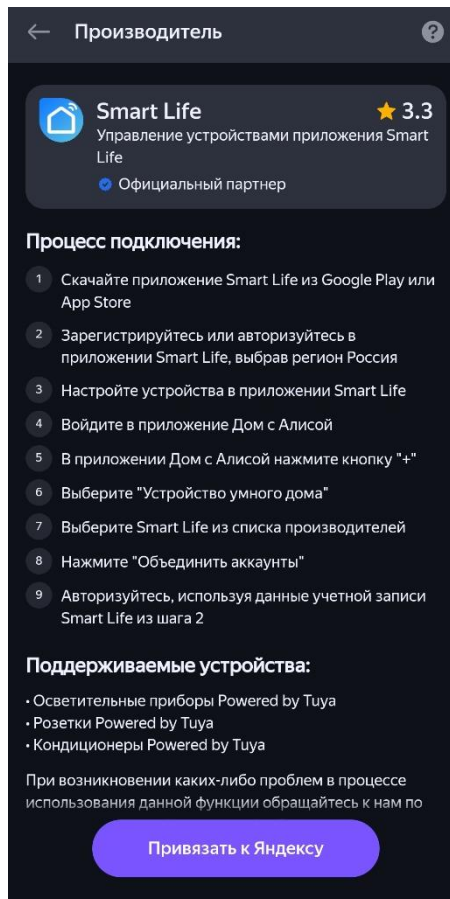 Производитель
?
Smart Life
3.3
Управление устройствами приложения Smart
Life
Официальный партнер
Процесс подключения:
1 Скачайте приложение Smart Life из Google Play или
App Store
2 Зарегистрируйтесь или авторизуйтесь в
приложении Smart Life, выбрав регион Россия
3 Настройте устройства в приложении Smart Life
4 Войдите в приложение Дом с Алисой
5 В приложении Дом с Алисой нажмите кнопку "+"
6 Выберите "Устройство умного дома"
7 Выберите Smart Life из списка производителей
8 Нажмите "Объединить аккаунты"
9 Авторизуйтесь, используя данные учетной записи
Smart Life из шага 2
Поддерживаемые устройства:
• Осветительные приборы Powered by Tuya
• Розетки Powered by Tuya
• Кондиционеры Powered by Tuya
При возникновении каких-либо проблем в процессе
использования данной функции обращайтесь к нам по
Привязать к Яндексу